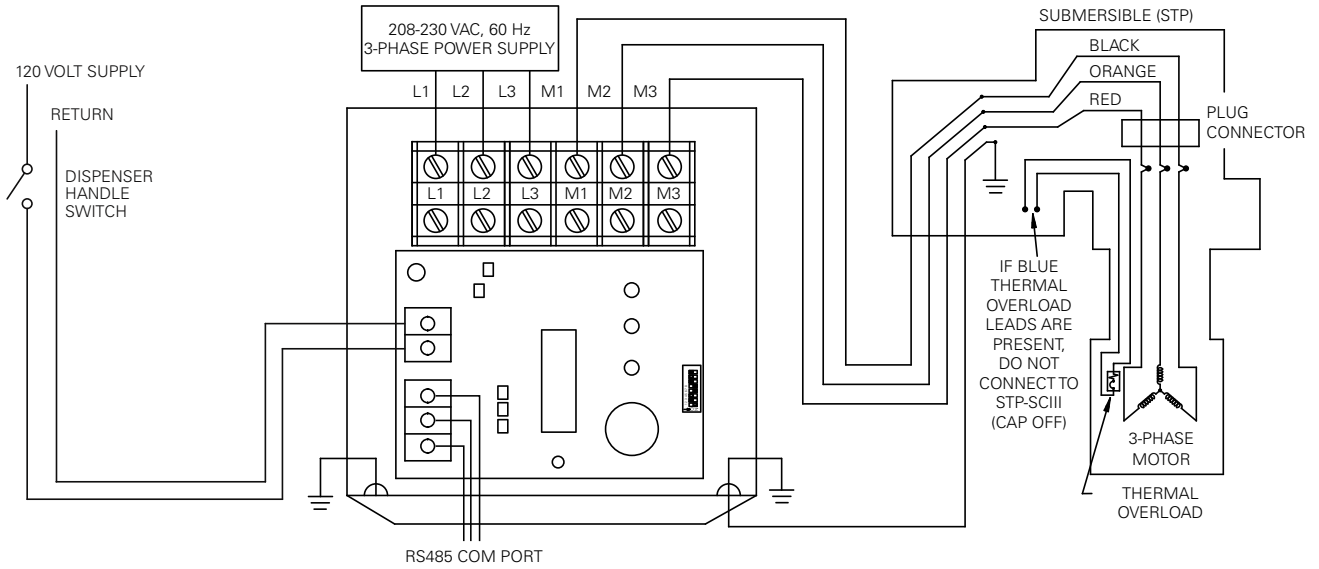 SUBMERSIBLE (STP)
208-230 VAC, 60 Hz
3-PHASE POWER SUPPLY
BLACK
120 VOLT SUPPLY
ORANGE
L1 L2 L3 M1 M2 M3
RETURN
RED
PLUG
CONNECTOR
DISPENSER
HANDLE
SWITCH
L1 L2 L3 M1 M2 M3
IF BLUE
THERMAL
OVERLOAD
LEADS ARE
PRESENT,
DO NOT
CONNECT TO
STP-SCIII
(CAP OFF)
3-PHASE
MOTOR
THERMAL
OVERLOAD
RS485 COM PORT